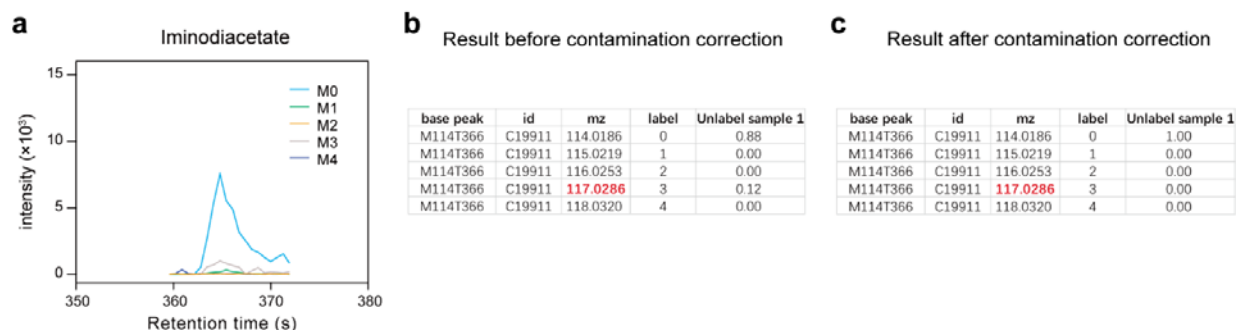 a
Iminodiacetate
intensity (×10³)
15
10
5
0
M0
M1
M2
M3
M4
350 360 370 380
Retention time (s)
b
Result before contamination correction
base peak id mz label Unlabel sample 1
M114T366 C19911 114.0186 0 0.88
M114T366 C19911 115.0219 1 0.00
M114T366 C19911 116.0253 2 0.00
M114T366 C19911 117.0286 3 0.12
M114T366 C19911 118.0320 4 0.00
c
Result after contamination correction
base peak id mz label Unlabel sample 1
M114T366 C19911 114.0186 0 1.00
M114T366 C19911 115.0219 1 0.00
M114T366 C19911 116.0253 2 0.00
M114T366 C19911 117.0286 3 0.00
M114T366 C19911 118.0320 4 0.00